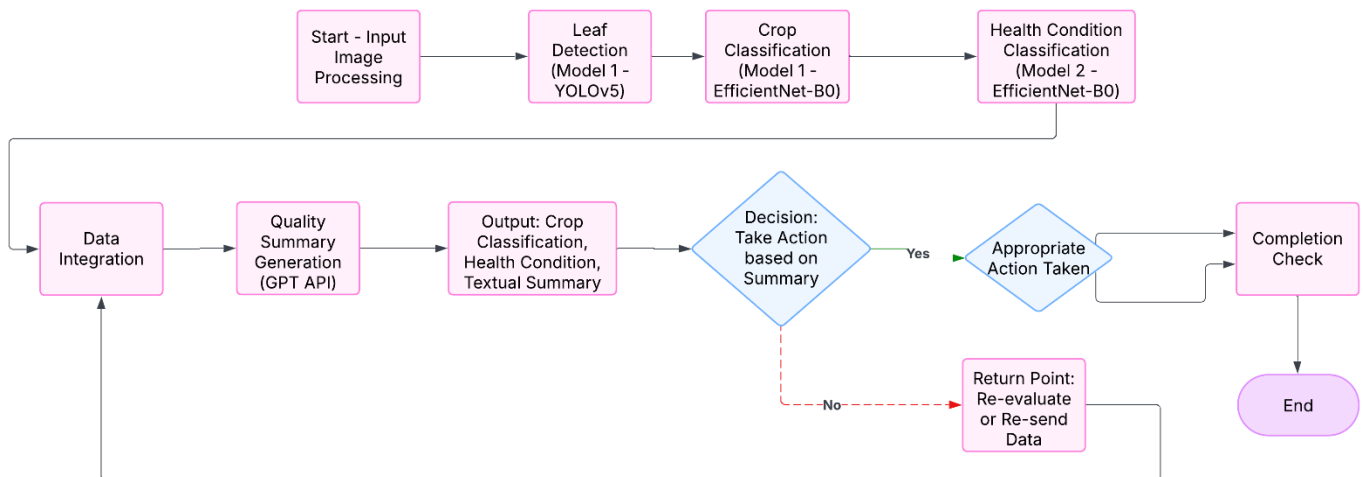 Start - Input
Image
Processing
Leaf
Detection
(Model 1 -
YOLOv5)
Crop
Classification
(Model 1 -
EfficientNet-B0)
Health Condition
Classification
(Model 2 -
EfficientNet-B0)
Data
Integration
Quality
Summary
Generation
(GPT API)
Output: Crop
Classification,
Health Condition,
Textual Summary
Decision:
Take Action
based on
Summary
Yes
Appropriate
Action Taken
Completion
Check
No
Return Point:
Re-evaluate
or Re-send
Data
End